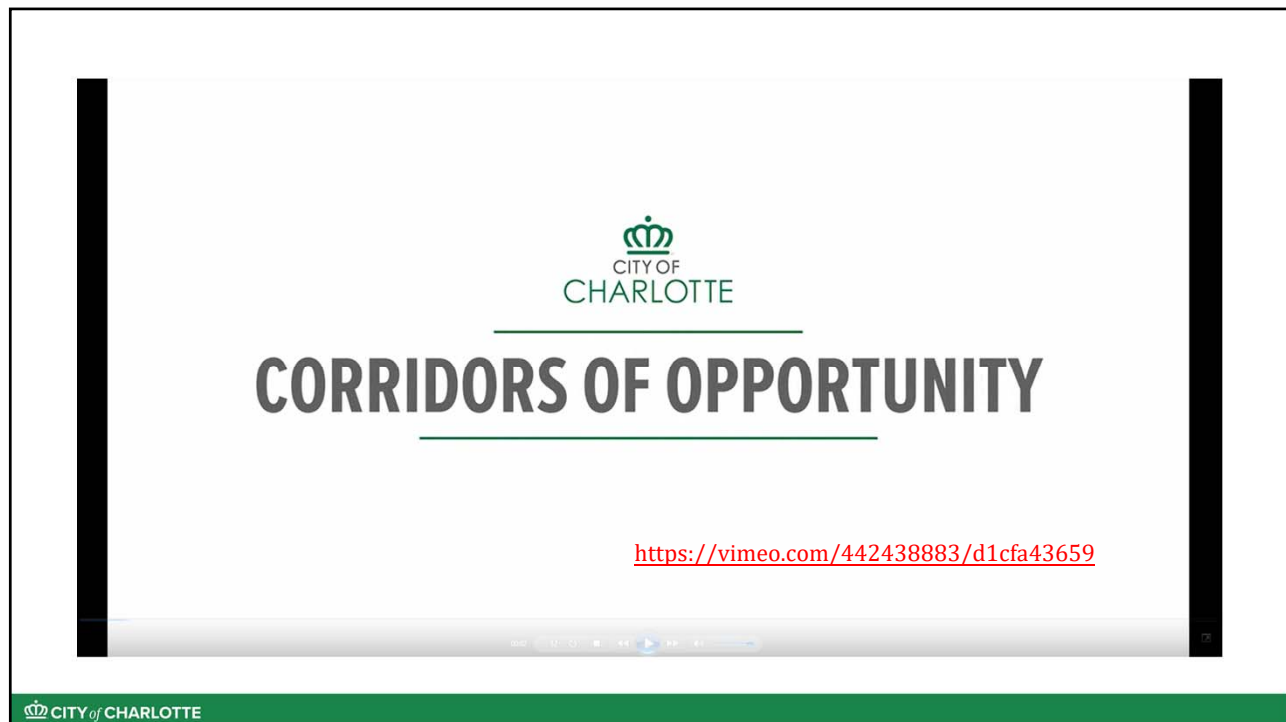 CITY OF
CHARLOTTE
CORRIDORS OF OPPORTUNITY
https://vimeo.com/442438883/d1cfa43659
CITY of CHARLOTTE